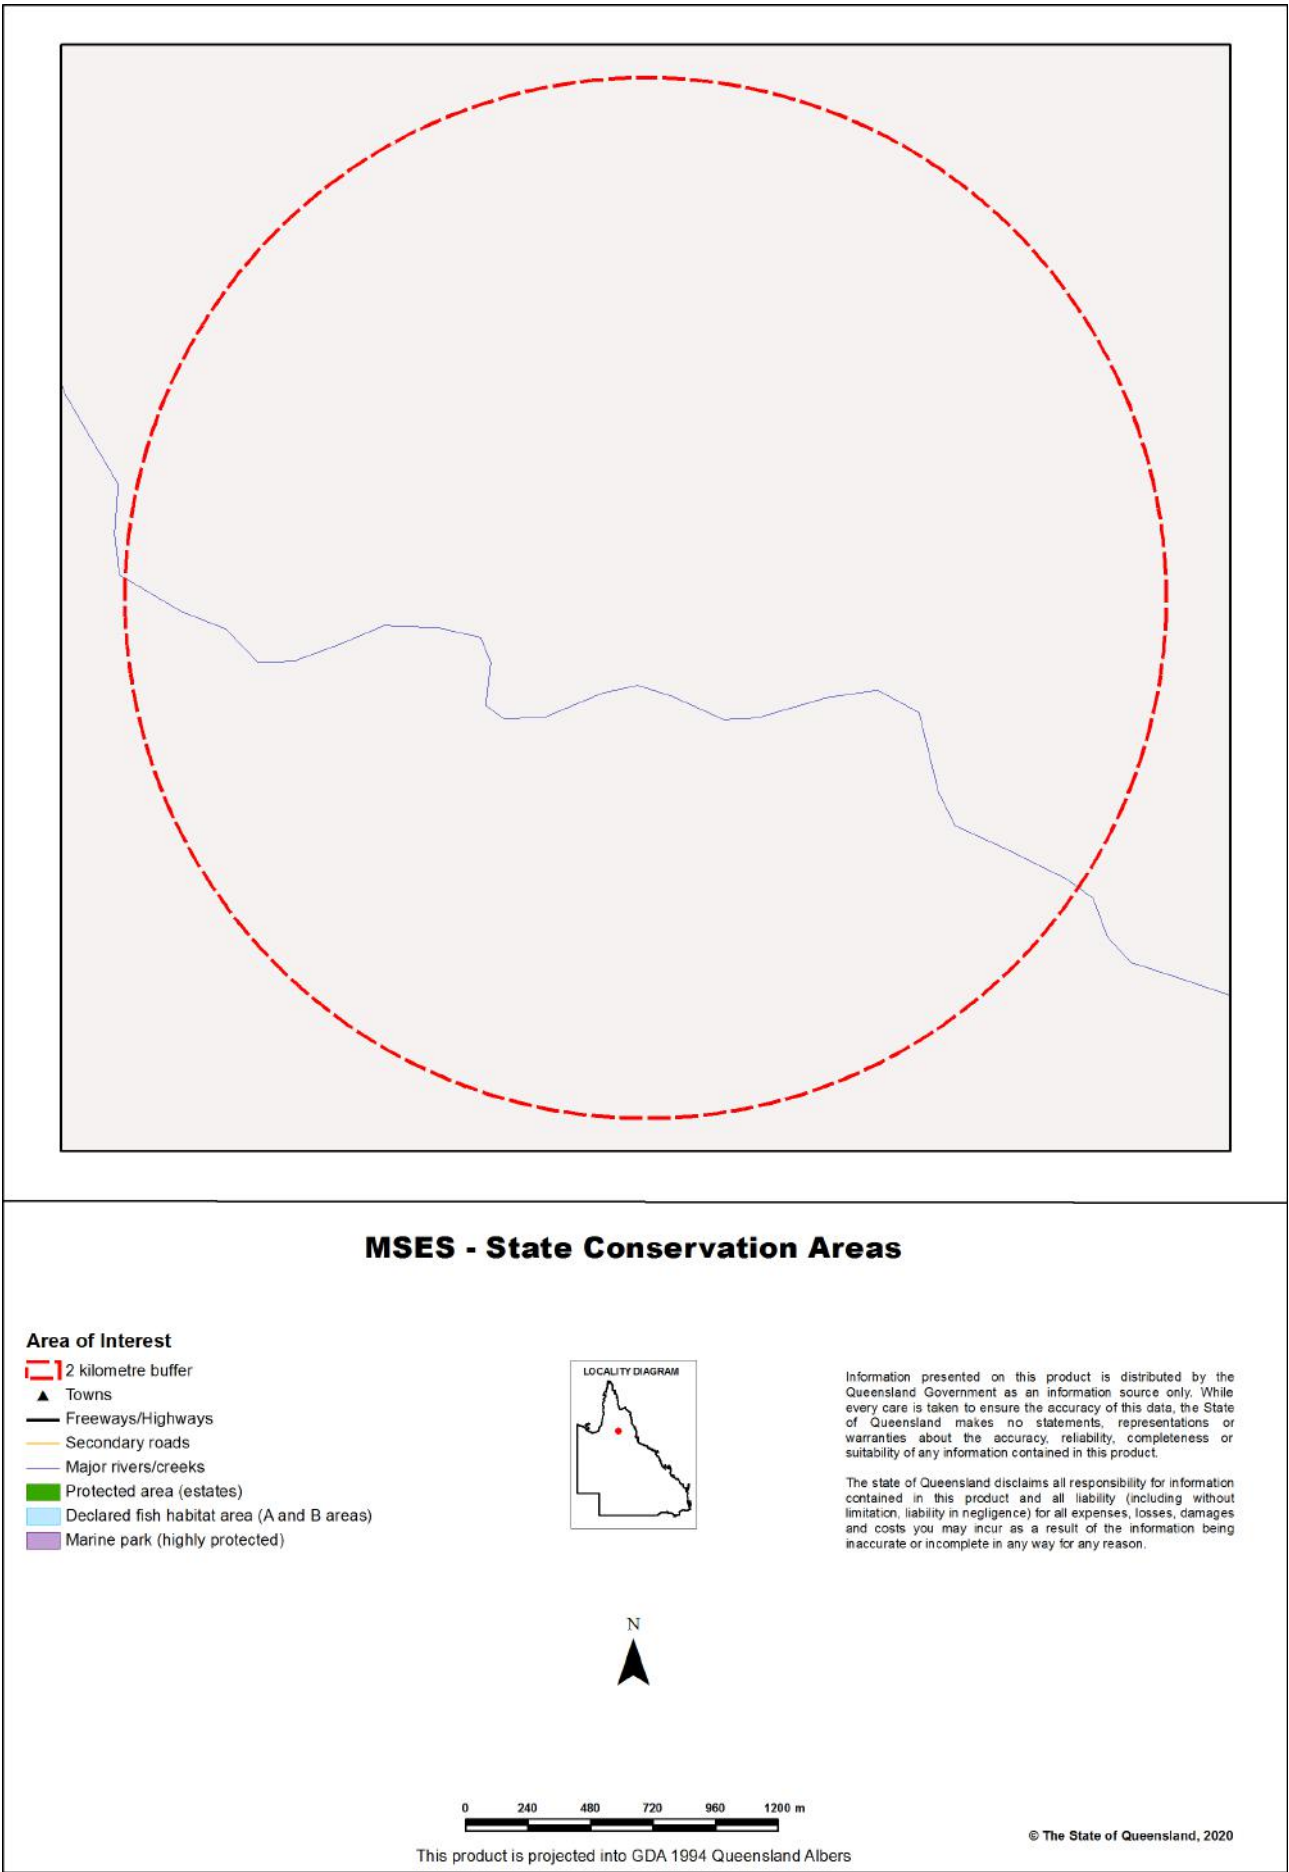 MSES - State Conservation Areas
Area of Interest
2 kilometre buffer
Towns
Freeways/Highways
Secondary roads
Major rivers/creeks
Protected area (estates)
Declared fish habitat area (A and B areas)
Marine park (highly protected)
LOCALITY DIAGRAM
Information presented on this product is distributed by the
Queensland Government as an information source only. While
every care is taken to ensure the accuracy of this data, the State
of Queensland makes no statements, representations or
warranties about the accuracy, reliability, completeness or
suitability of any information contained in this product.
The state of Queensland disclaims all responsibility for information
contained in this product and all liability (including without
limitation, liability in negligence) for all expenses, losses, damages
and costs you may incur as a result of the information being
inaccurate or incomplete in any way for any reason.
N
0 240 480 720 960 1200 m
This product is projected into GDA 1994 Queensland Albers
© The State of Queensland, 2020